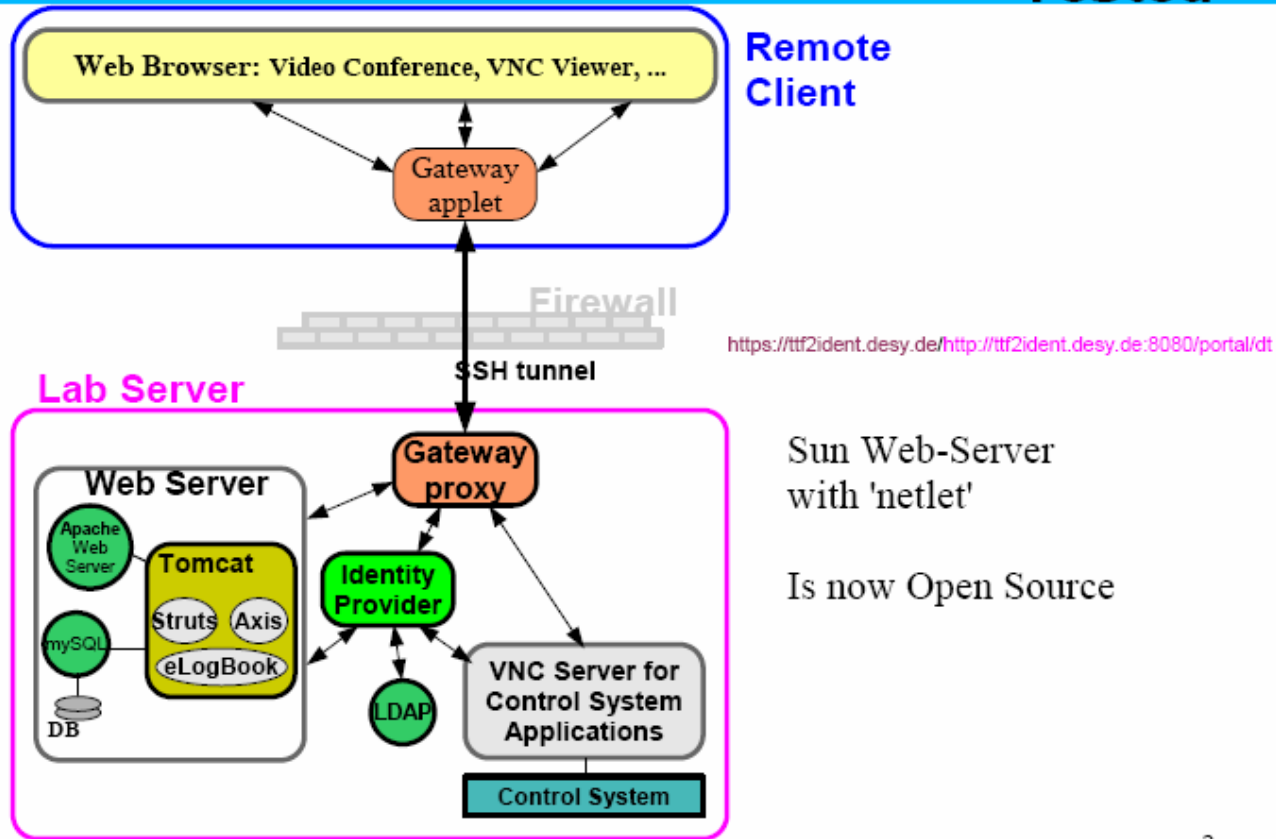 Web Browser: Video Conference, VNC Viewer, ...
Remote
Client
Gateway
applet
Firewall
https://ttf2ident.desy.de/http://ttf2ident.desy.de:8080/portal/dt
SSH tunnel
Lab Server
Gateway
proxy
Web Server
Apache
Web
Server
Tomcat
Struts
Axis
eLogBook
mySQL
DB
Identity
Provider
LDAP
VNC Server for
Control System
Applications
Control System
Sun Web-Server
with 'netlet'
Is now Open Source